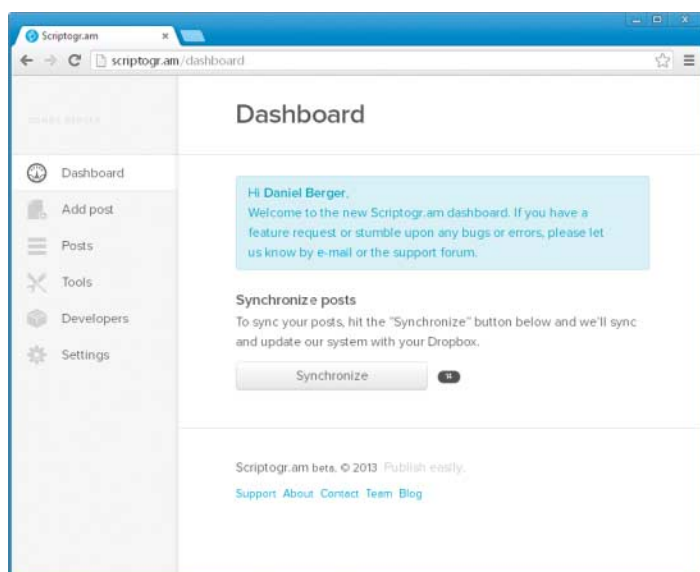 Scriptogr.am
scriptogr.am/dashboard
Dashboard
Dashboard
Add post
Posts
Tools
Developers
Settings
Hi Daniel Berger,
Welcome to the new Scriptogr.am dashboard. If you have a
feature request or stumble upon any bugs or errors, please let
us know by e-mail or the support forum.
Synchronize posts
To sync your posts, hit the "Synchronize" button below and we'll sync
and update our system with your Dropbox.
Synchronize
Scriptogr.am beta. © 2013 Publish easily.
Support About Contact Team Blog